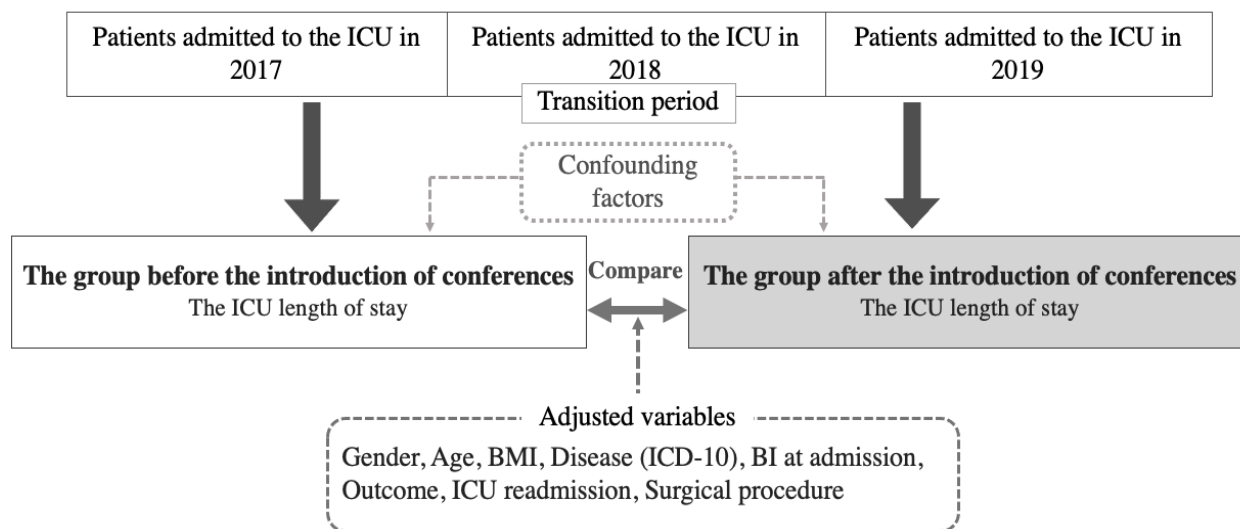 Patients admitted to the ICU in
2017
Patients admitted to the ICU in
2018
Patients admitted to the ICU in
2019
Transition period
Confounding
factors
The group before the introduction of conferences
The ICU length of stay
Compare
The group after the introduction of conferences
The ICU length of stay
Adjusted variables
Gender, Age, BMI, Disease (ICD-10), BI at admission,
Outcome, ICU readmission, Surgical procedure